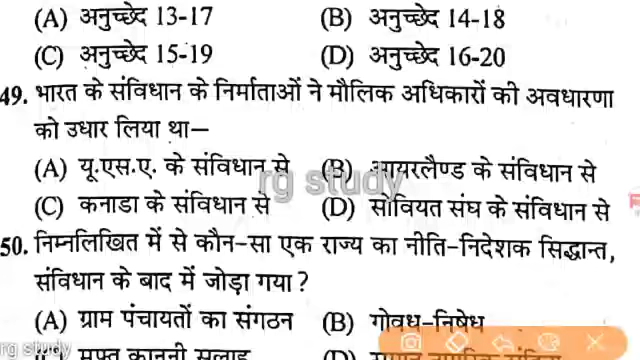 (A) अनुच्छेद 13-17 (B) अनुच्छेद 14-18
(C) अनुच्छेद 15-19 (D) अनुच्छेद 16-20
49. भारत के संविधान के निर्माताओं ने मौलिक अधिकारों की अवधारणा
को उधार लिया था—
(A) यू.एस.ए. के संविधान से (B) आयरलैण्ड के संविधान से
rg study
(C) कनाडा के संविधान से (D) सोवियत संघ के संविधान से
50. निम्नलिखित में से कौन-सा एक राज्य का नीति-निदेशक सिद्धान्त,
संविधान के बाद में जोड़ा गया ?
(A) ग्राम पंचायतों का संगठन (B) गोवध-निषेध
rg study